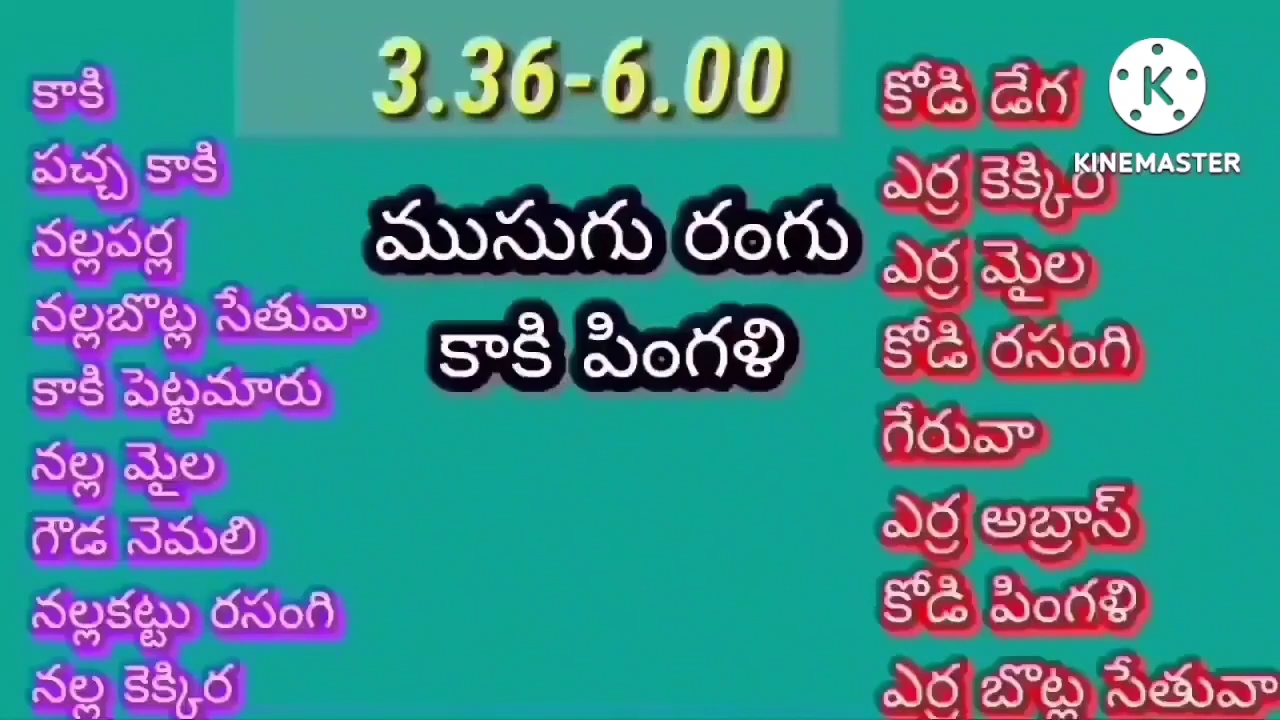 3.36-6.00
ముసుగు రంగు
కాకి పింగళి
కాకి
పచ్చ కాకి
నల్లపర్ల
నల్లబొట్ల సేతువా
కాకి పెట్టమారు
నల్ల మైల
గౌడ నెమలి
నల్లకట్టు రసంగి
నల్ల కెక్కిర
కోడి డేగ
ఎర్ర కెక్కిర
ఎర్ర మైల
కోడి రసంగి
గేరువా
ఎర్ర అబ్రాస్
కోడి పింగళి
ఎర్ర బొట్ల సేతువా
K
KINEMASTER